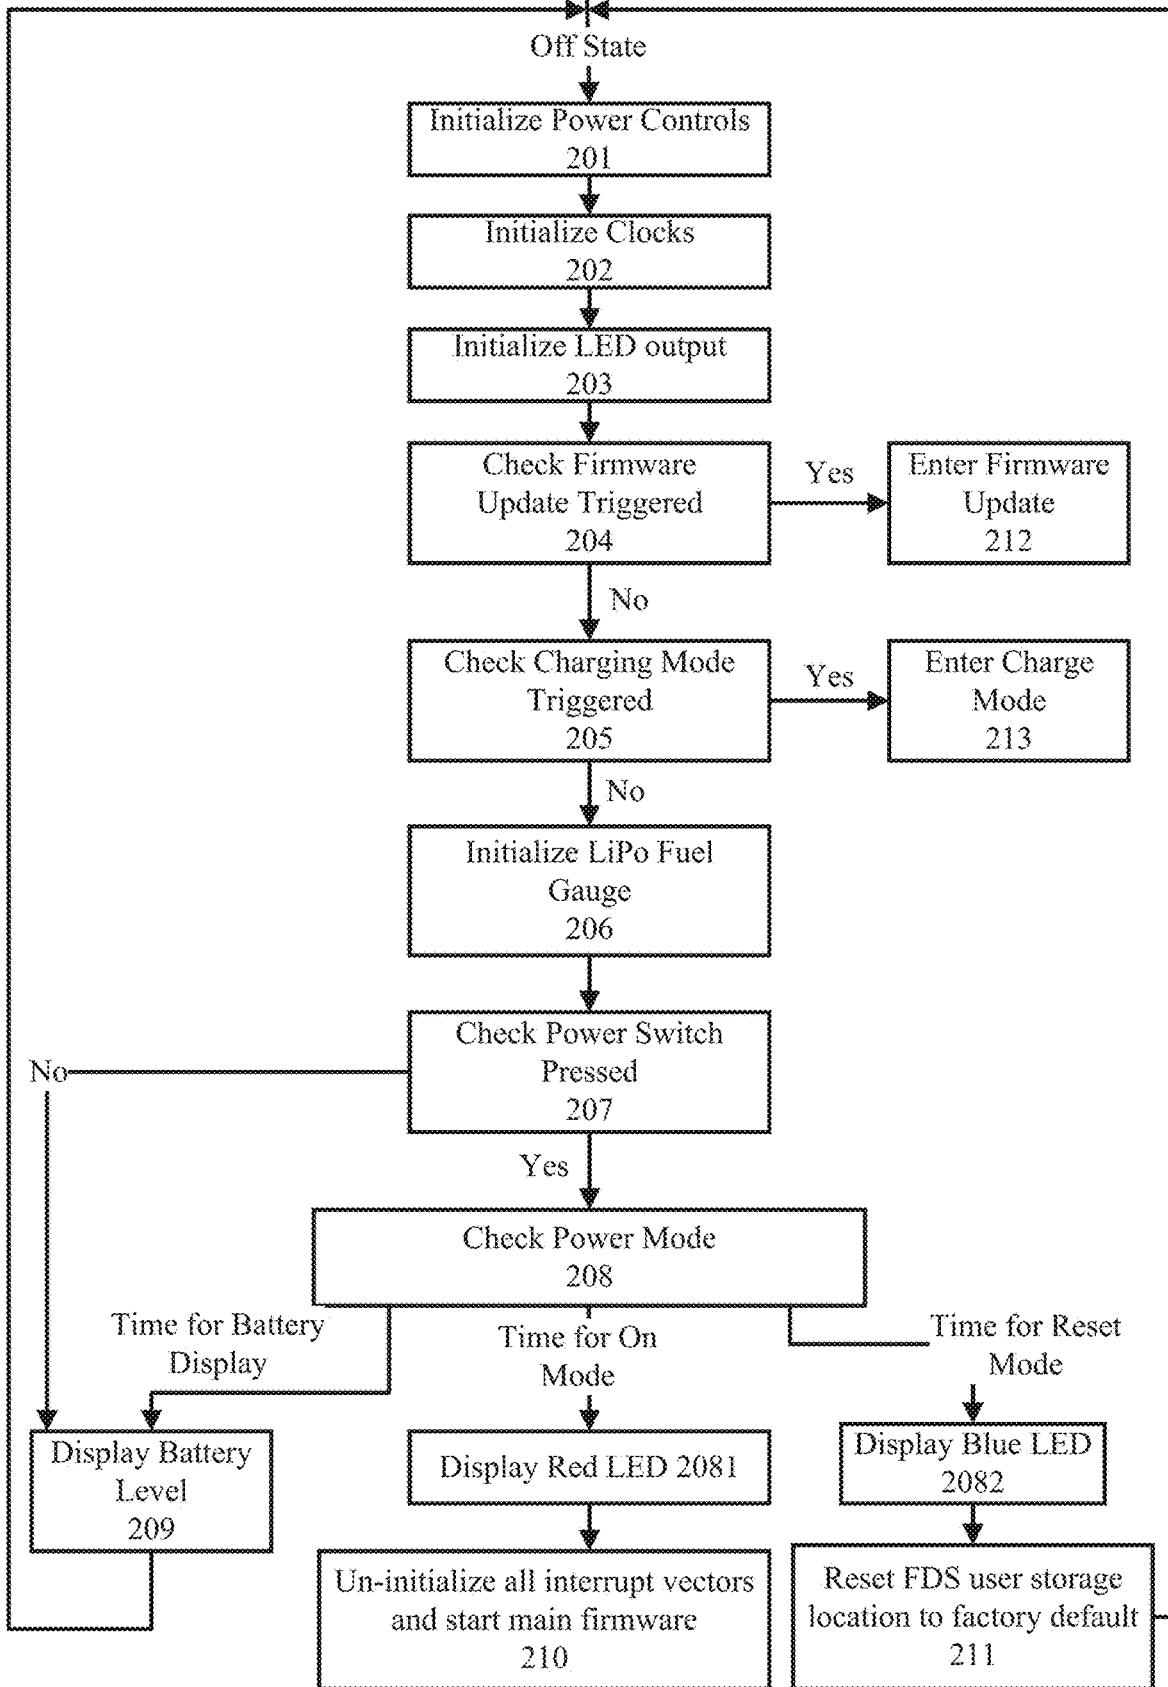 Off State
Initialize Power Controls
201
Initialize Clocks
202
Initialize LED output
203
Check Firmware
Update Triggered
204
Yes
Enter Firmware
Update
212
No
Check Charging Mode
Triggered
205
Yes
Enter Charge
Mode
213
No
Initialize LiPo Fuel
Gauge
206
Check Power Switch
Pressed
207
No
Yes
Check Power Mode
208
Time for Battery
Display
Time for On
Mode
Time for Reset
Mode
Display Battery
Level
209
Display Red LED 2081
Display Blue LED
2082
Un-initialize all interrupt vectors
and start main firmware
210
Reset FDS user storage
location to factory default
211